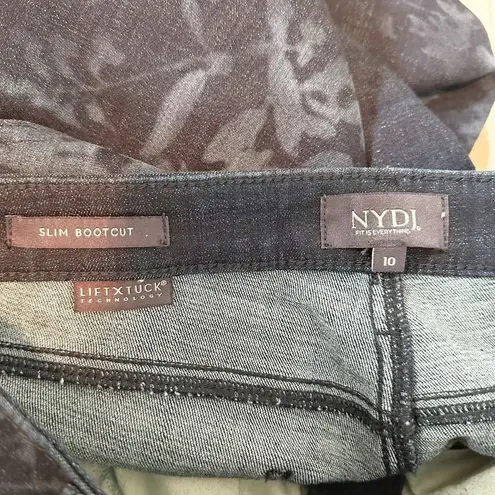 SLIM BOOTCUT
NYDJ®
FIT IS EVERYTHING.
10
LIFTXTUCK®
TECHNOLOGY